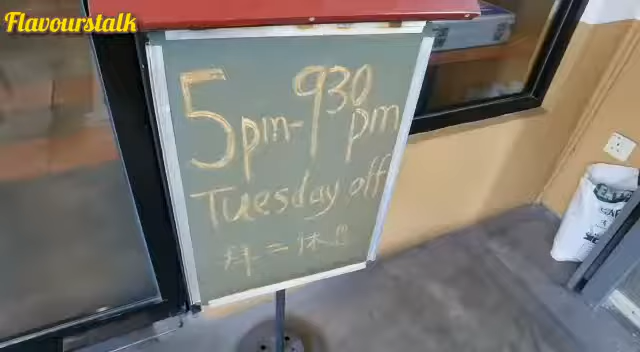 Flavourstalk
5pm-930pm
Tuesday off
拜二休息